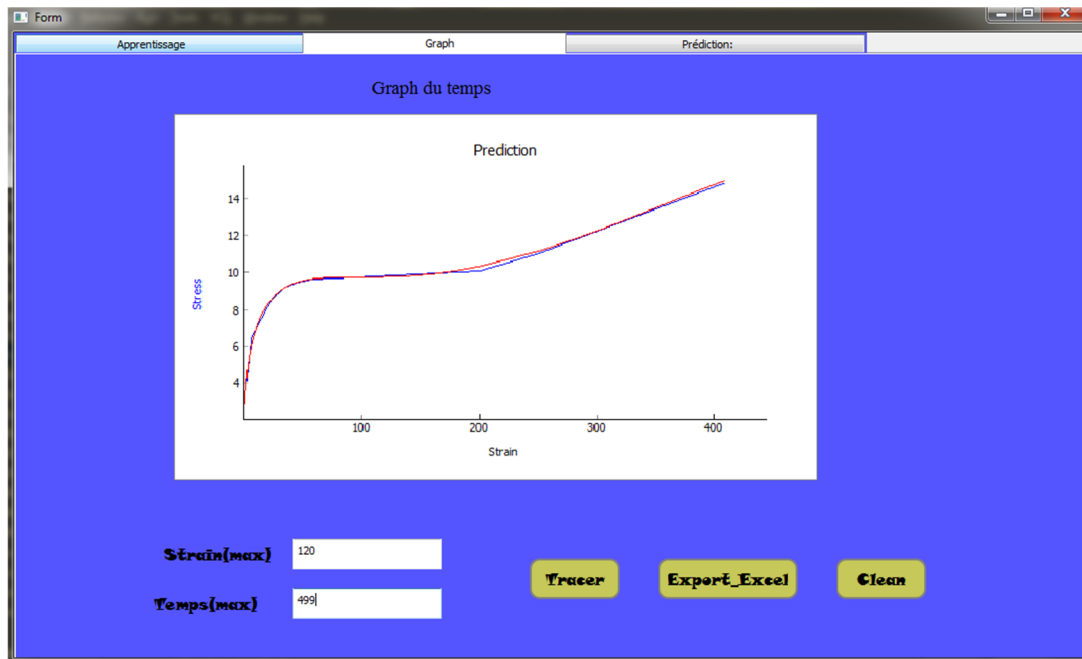 Form
Apprentissage Graph Prédiction:
Graph du temps
Prediction
14
12
10
8
6
4
Stress
100 200 300 400
Strain
Strain(max) 120
Tracer Export_Excel Clean
Temps(max) 499